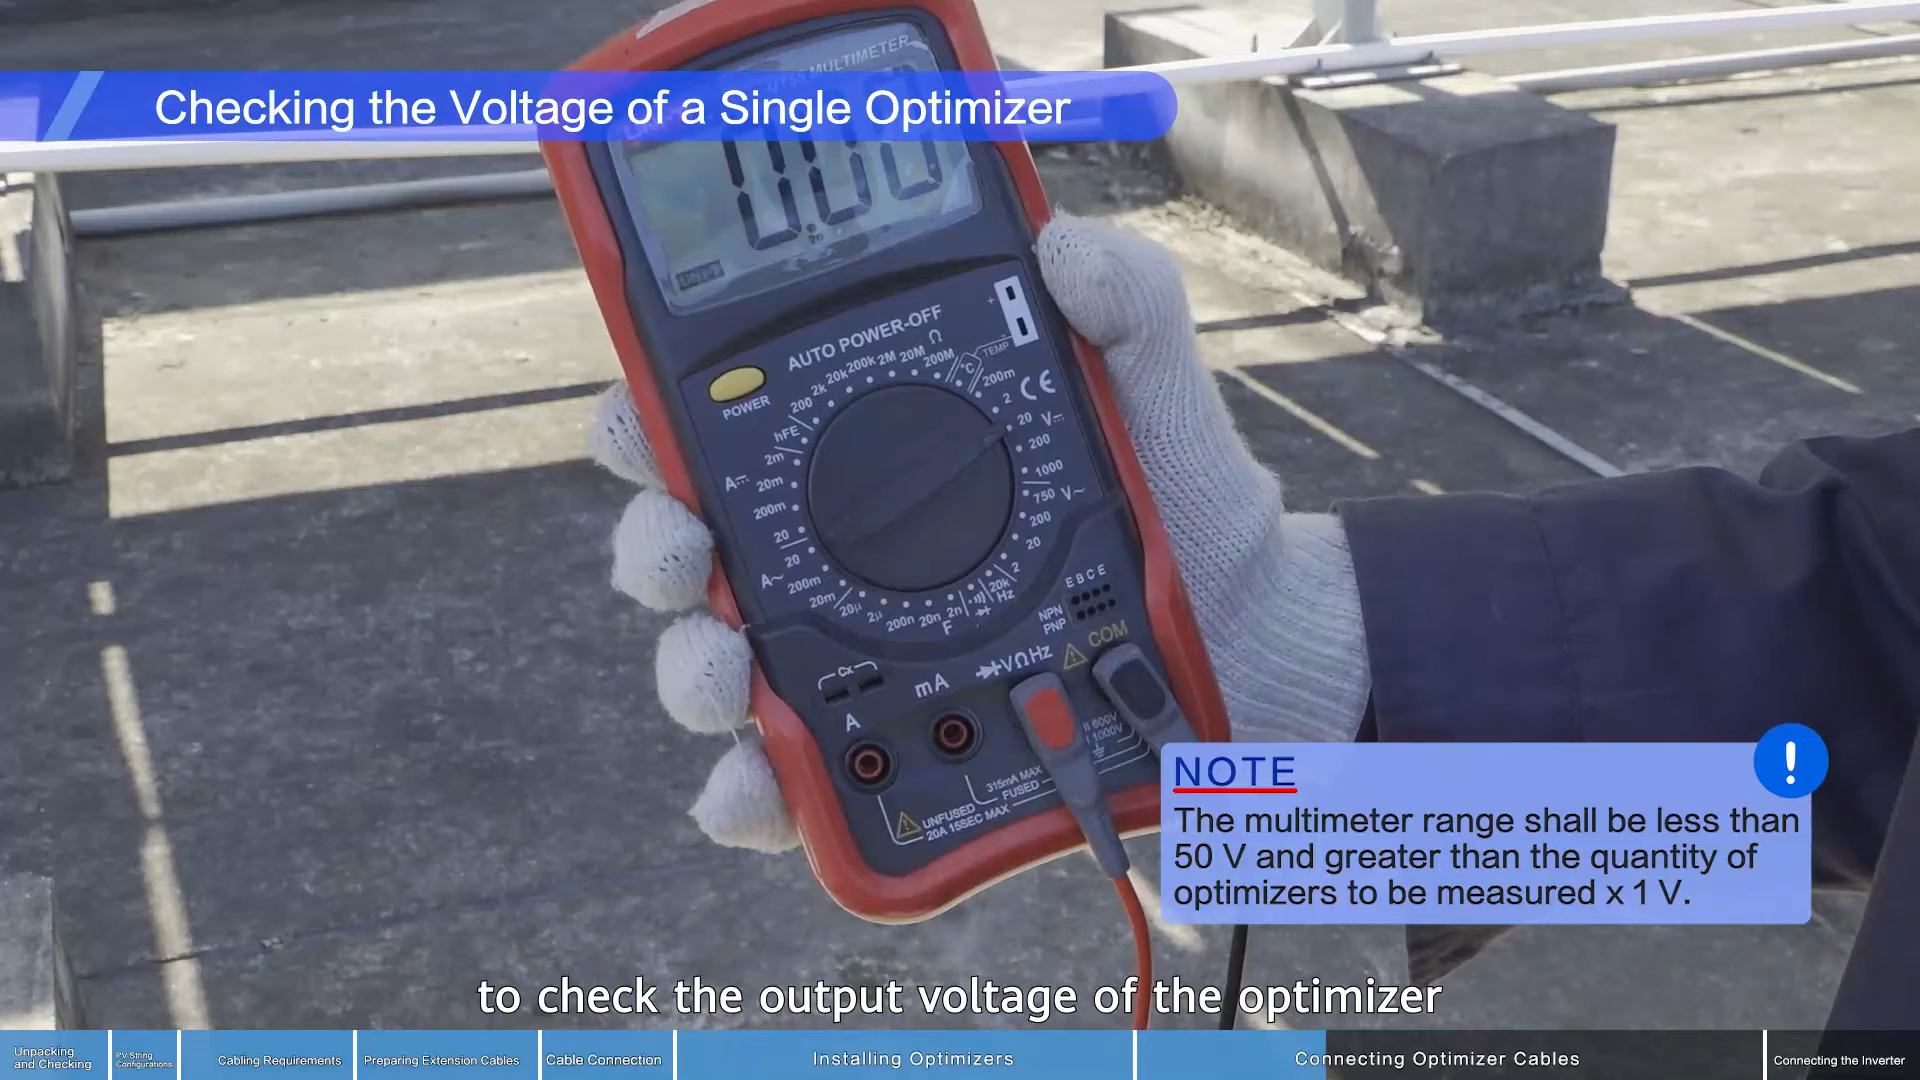 UT55 MULTIMETER
Checking the Voltage of a Single Optimizer
0.00
AUTO POWER-OFF
POWER
Ω
200
2k
20k
200k
2M
20M
200M
°C
TEMP
+
-
200m
2
20
V⎓
200
1000
750
V~
200
20
2
20k
Hz
2n
20n
200n
2µ
20µ
F
hFE
2m
A⎓
20m
200m
20
20
A~
200m
20m
CE
E B C E
NPN
PNP
COM
VΩHz
Cx
mA
A
600V
1000V
315mA MAX
FUSED
UNFUSED
20A 15SEC MAX
NOTE
The multimeter range shall be less than
50 V and greater than the quantity of
optimizers to be measured x 1 V.
to check the output voltage of the optimizer
Unpacking
and Checking
PV String
Configurations
Cabling Requirements
Preparing Extension Cables
Cable Connection
Installing Optimizers
Connecting Optimizer Cables
Connecting the Inverter